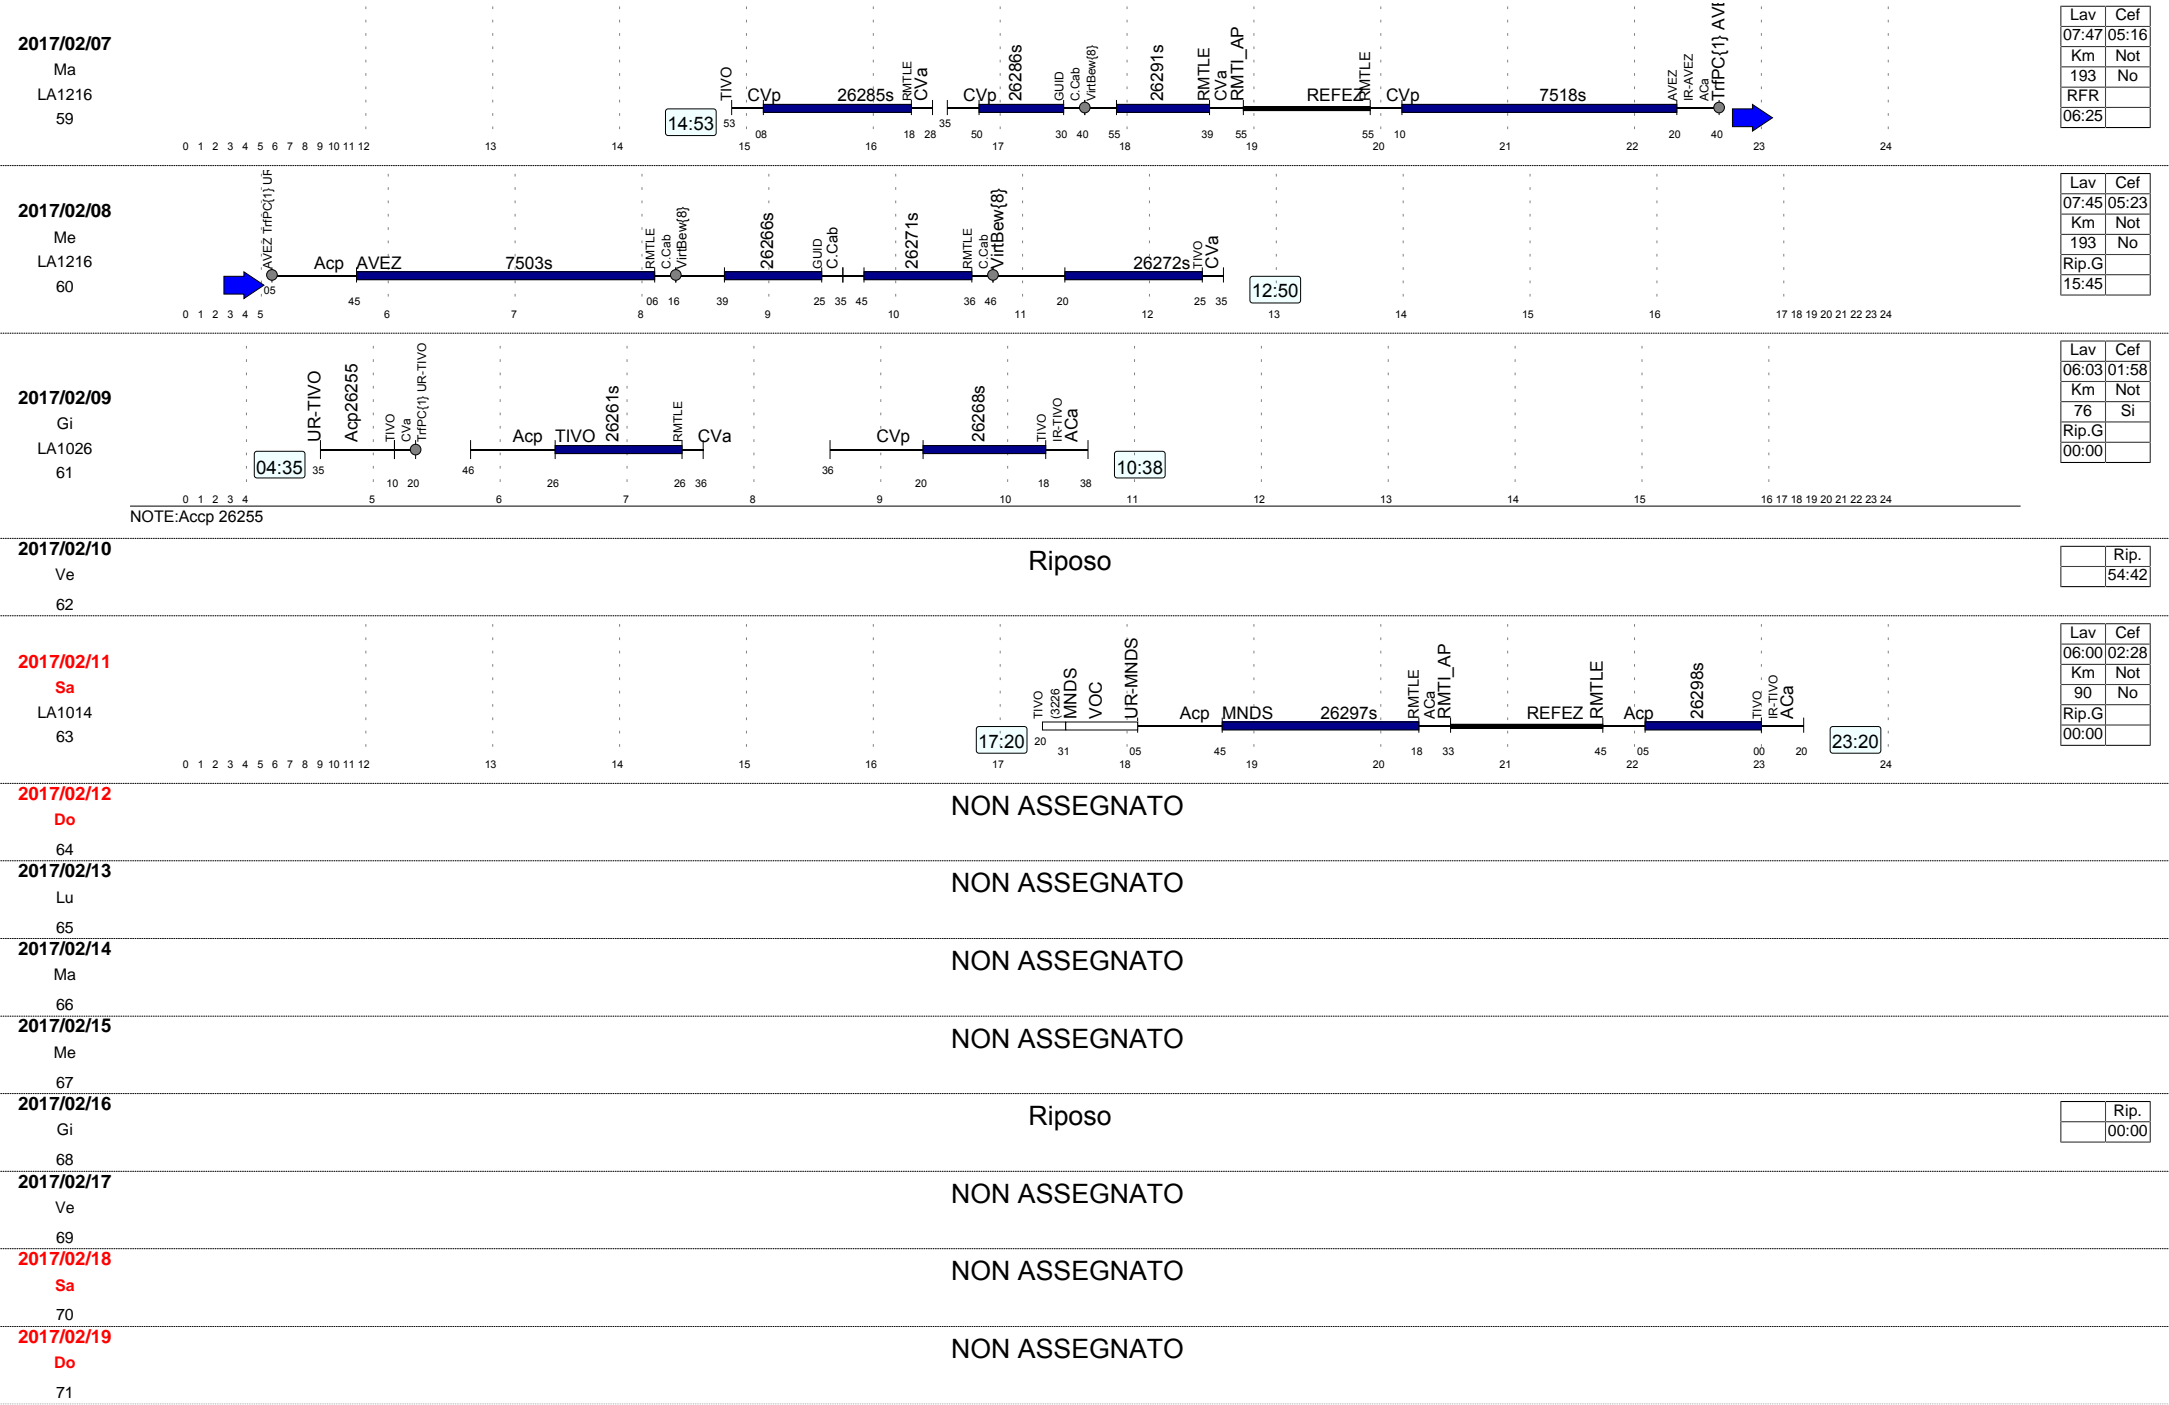 2017/02/07
Ma
LA1216
59
14:53
TIVO CVp 26285s RMTLE CVa CVp 26286s GUID C.Cab VirtBew{8} 26291s RMTLE CVa RMTI_AP REFEZ RMTLE CVp 7518s AVEZ IR-AVEZ ACa TrfPC{1}
53 08 18 28 35 50 30 40 55 39 55 55 10 20 40
0 1 2 3 4 5 6 7 8 9 10 11 12 13 14 15 16 17 18 19 20 21 22 23 24
Lav Cef
07:47 05:16
Km Not
193 No
RFR
06:25
2017/02/08
Me
LA1216
60
AVEZ TrfPC{1} Acp AVEZ 7503s RMTLE C.Cab VirtBew{8} 26266s GUID C.Cab 26271s RMTLE C.Cab VirtBew{8} 26272s TIVO CVa
05 45 06 16 39 25 35 45 36 46 20 25 35
12:50
0 1 2 3 4 5 6 7 8 9 10 11 12 13 14 15 16 17 18 19 20 21 22 23 24
Lav Cef
07:45 05:23
Km Not
193 No
Rip.G
15:45
2017/02/09
Gi
LA1026
61
04:35
UR-TIVO Acp26255 TIVO CVa TrfPC{1} UR-TIVO Acp TIVO 26261s RMTLE CVa CVp 26268s TIVO IR-TIVO ACa
35 10 20 46 26 26 36 36 20 18 38
10:38
0 1 2 3 4 5 6 7 8 9 10 11 12 13 14 15 16 17 18 19 20 21 22 23 24
Lav Cef
06:03 01:58
Km Not
76 Si
Rip.G
00:00
NOTE:Accp 26255
2017/02/10
Ve
62
Riposo
Rip.
54:42
2017/02/11
Sa
LA1014
63
17:20
TIVO (3226 MNDS VOC UR-MNDS Acp MNDS 26297s RMTLE ACa RMTI_AP REFEZ RMTLE Acp 26298s TIVO IR-TIVO ACa
20 31 05 45 18 33 45 05 00 20
23:20
0 1 2 3 4 5 6 7 8 9 10 11 12 13 14 15 16 17 18 19 20 21 22 23 24
Lav Cef
06:00 02:28
Km Not
90 No
Rip.G
00:00
2017/02/12
Do
64
NON ASSEGNATO
2017/02/13
Lu
65
NON ASSEGNATO
2017/02/14
Ma
66
NON ASSEGNATO
2017/02/15
Me
67
NON ASSEGNATO
2017/02/16
Gi
68
Riposo
Rip.
00:00
2017/02/17
Ve
69
NON ASSEGNATO
2017/02/18
Sa
70
NON ASSEGNATO
2017/02/19
Do
71
NON ASSEGNATO